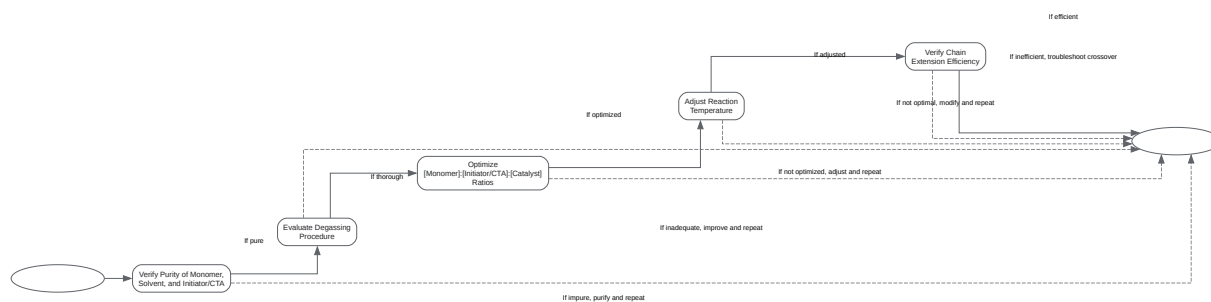 If efficient
If adjusted
Verify Chain
Extension Efficiency
If inefficient, troubleshoot crossover
Adjust Reaction
Temperature
If not optimal, modify and repeat
If optimized
Optimize
[Monomer]:[Initiator/CTA]:[Catalyst]
Ratios
If thorough
If not optimized, adjust and repeat
Evaluate Degassing
Procedure
If inadequate, improve and repeat
If pure
Verify Purity of Monomer,
Solvent, and Initiator/CTA
If impure, purify and repeat